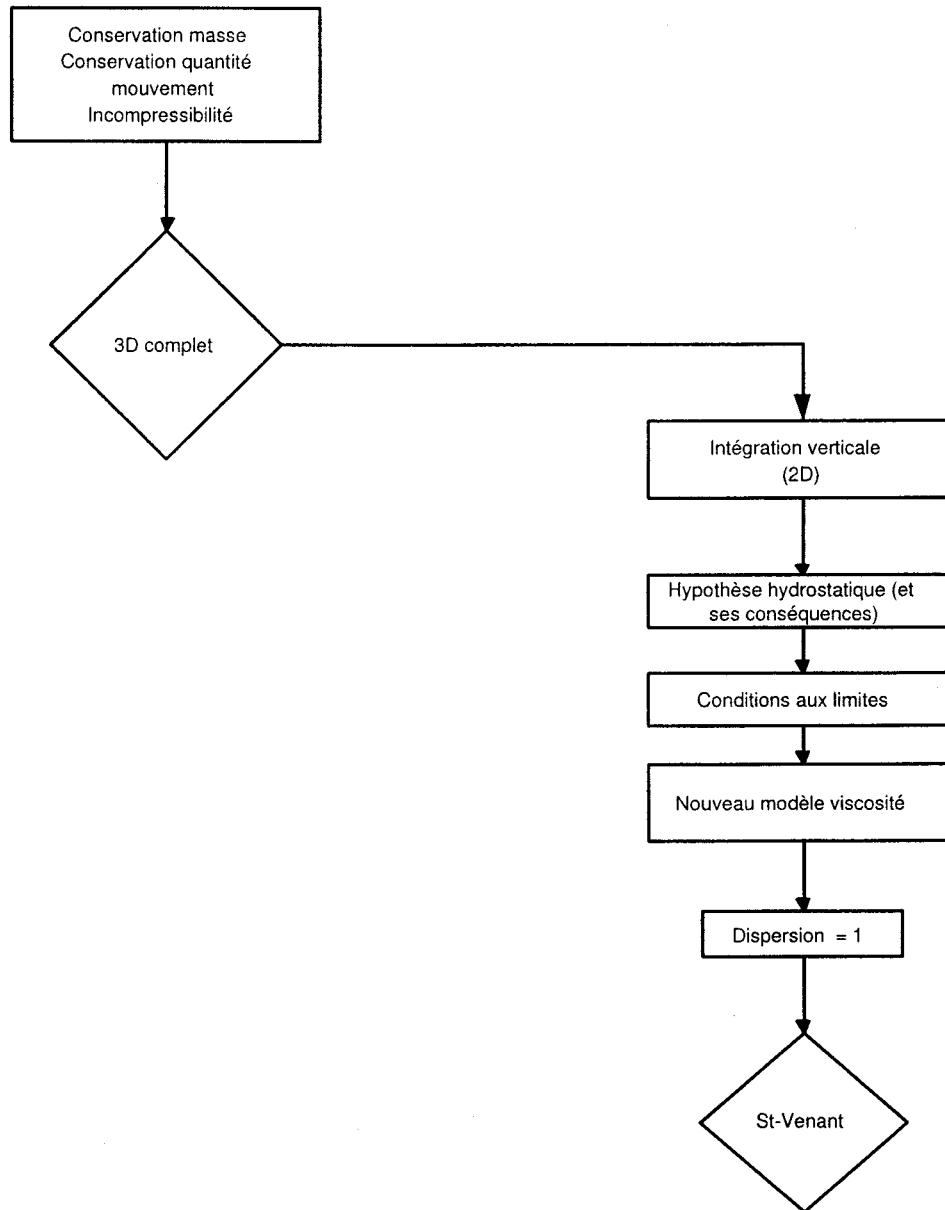 Conservation masse
Conservation quantité
mouvement
Incompressibilité
3D complet
Intégration verticale
(2D)
Hypothèse hydrostatique (et
ses conséquences)
Conditions aux limites
Nouveau modèle viscosité
Dispersion = 1
St-Venant